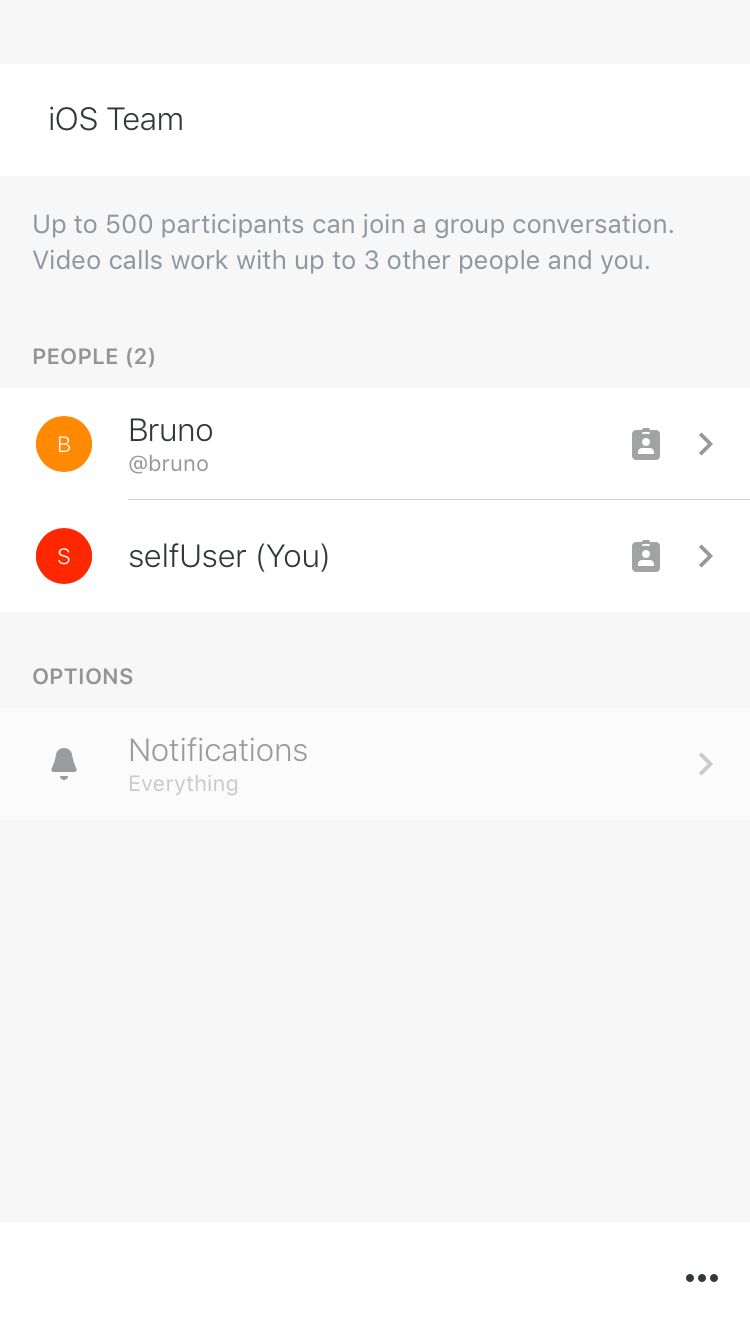 iOS Team
Up to 500 participants can join a group conversation.
Video calls work with up to 3 other people and you.
PEOPLE (2)
B
Bruno
@bruno
S
selfUser (You)
OPTIONS
Notifications
Everything